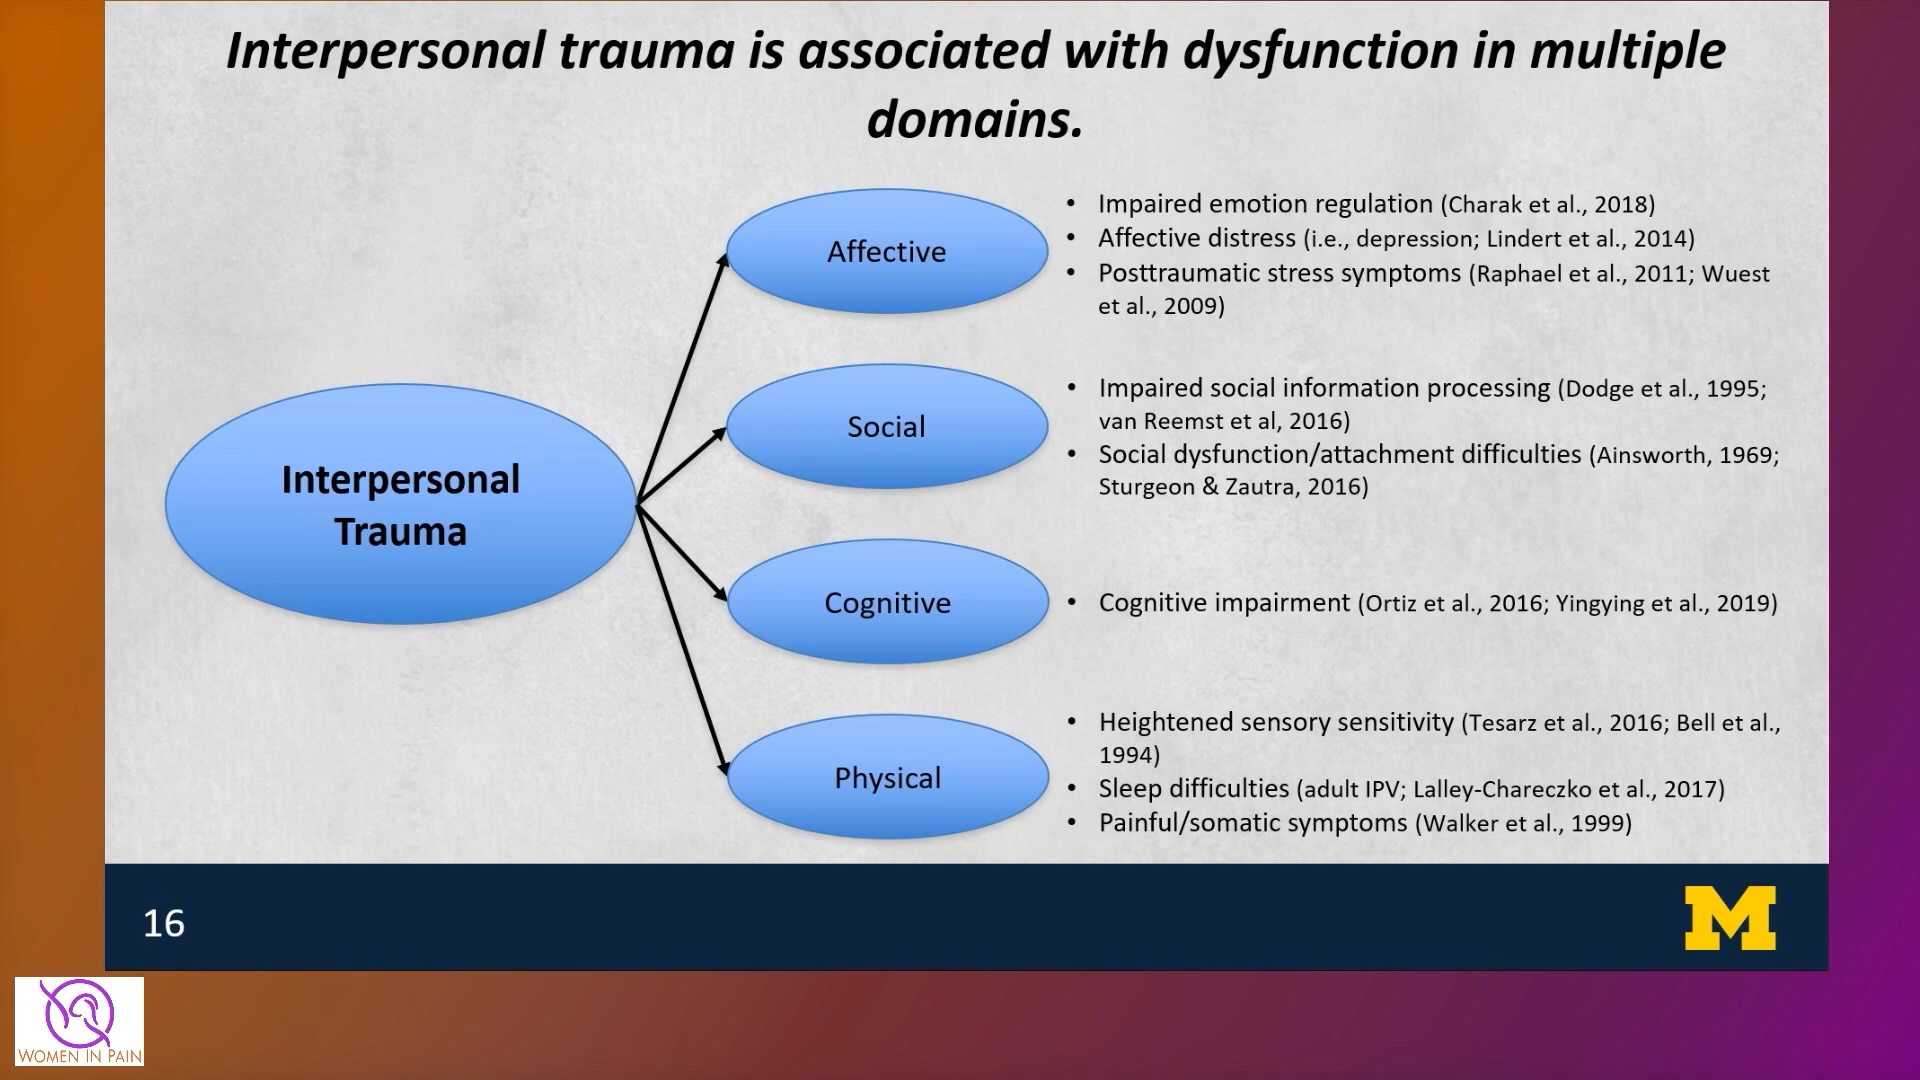 Interpersonal trauma is associated with dysfunction in multiple
domains.
Affective
• Impaired emotion regulation (Charak et al., 2018)
• Affective distress (i.e., depression; Lindert et al., 2014)
• Posttraumatic stress symptoms (Raphael et al., 2011; Wuest
et al., 2009)
Social
• Impaired social information processing (Dodge et al., 1995;
van Reemst et al, 2016)
• Social dysfunction/attachment difficulties (Ainsworth, 1969;
Sturgeon & Zautra, 2016)
Interpersonal
Trauma
Cognitive
• Cognitive impairment (Ortiz et al., 2016; Yingying et al., 2019)
Physical
• Heightened sensory sensitivity (Tesarz et al., 2016; Bell et al.,
1994)
• Sleep difficulties (adult IPV; Lalley-Chareczko et al., 2017)
• Painful/somatic symptoms (Walker et al., 1999)
16
M
WOMEN IN PAIN